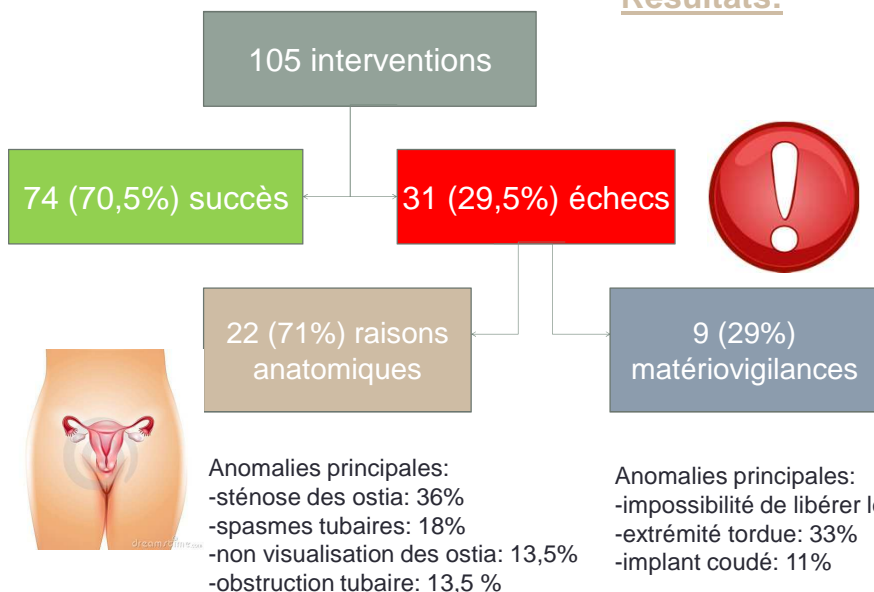 Résultats:
105 interventions
74 (70,5%) succès
31 (29,5%) échecs
22 (71%) raisons
anatomiques
9 (29%)
matériovigilances
Anomalies principales:
-sténose des ostia: 36%
-spasmes tubaires: 18%
-non visualisation des ostia: 13,5%
-obstruction tubaire: 13,5 %
Anomalies principales:
-impossibilité de libérer
-extrémité tordue: 33%
-implant coudé: 11%
dreamstime